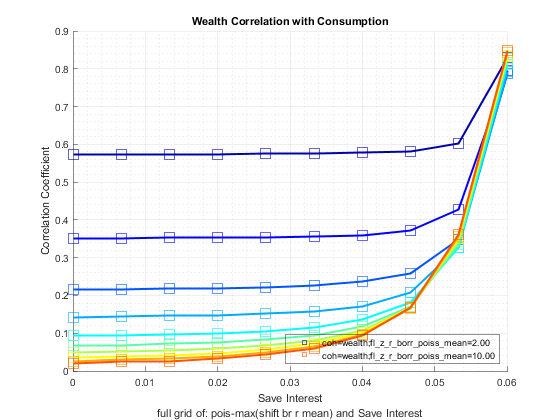 Wealth Correlation with Consumption
0.9
0.8
0.7
0.6
0.5
0.4
0.3
0.2
0.1
0
Correlation Coefficient
coh=wealth;fl_z_r_borr_poiss_mean=2.00
coh=wealth;fl_z_r_borr_poiss_mean=10.00
0
0.01
0.02
0.03
0.04
0.05
0.06
Save Interest
full grid of: pois-max(shift br r mean) and Save Interest